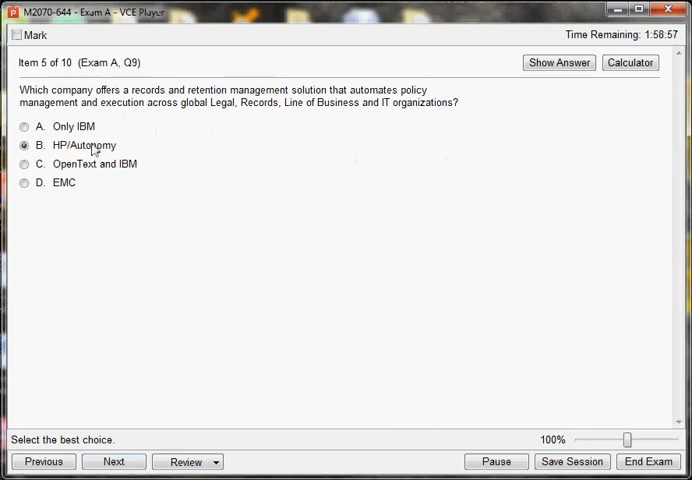 M2070-644 - Exam A - VCE Player
Mark
Time Remaining: 1:58:57
Item 5 of 10 (Exam A, Q9)
Show Answer
Calculator
Which company offers a records and retention management solution that automates policy
management and execution across global Legal, Records, Line of Business and IT organizations?
A. Only IBM
B. HP/Autonomy
C. OpenText and IBM
D. EMC
Select the best choice.
100%
Previous
Next
Review
Pause
Save Session
End Exam